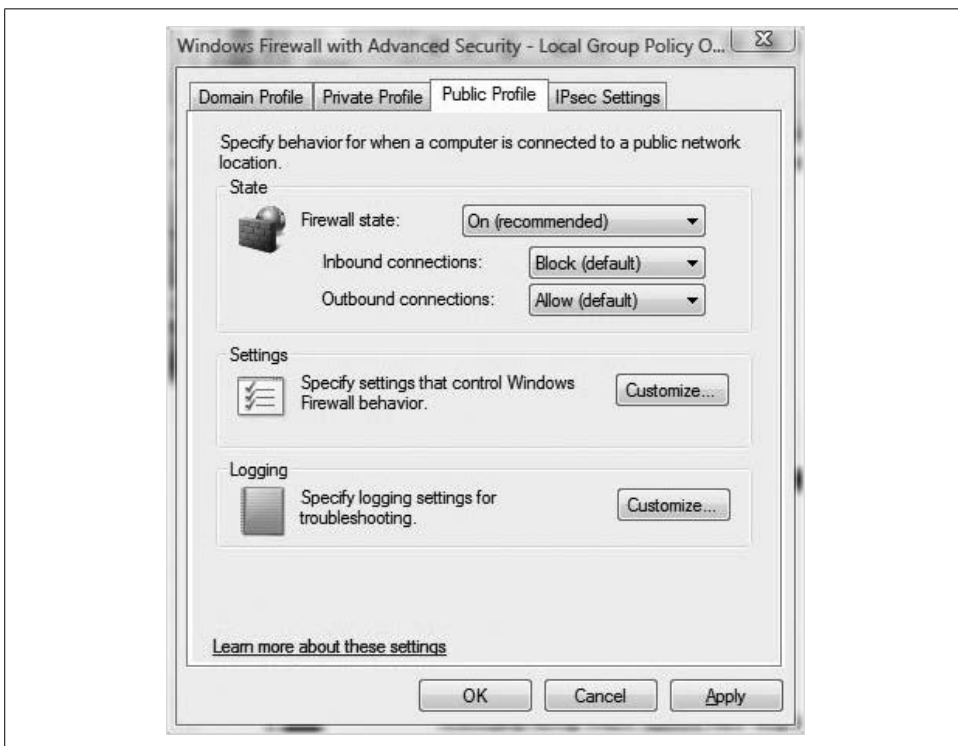 Windows Firewall with Advanced Security - Local Group Policy O...
Domain Profile Private Profile Public Profile IPsec Settings
Specify behavior for when a computer is connected to a public network
location.
State
Firewall state: On (recommended)
Inbound connections: Block (default)
Outbound connections: Allow (default)
Settings
Specify settings that control Windows
Firewall behavior.
Customize...
Logging
Specify logging settings for
troubleshooting.
Customize...
Learn more about these settings
OK Cancel Apply